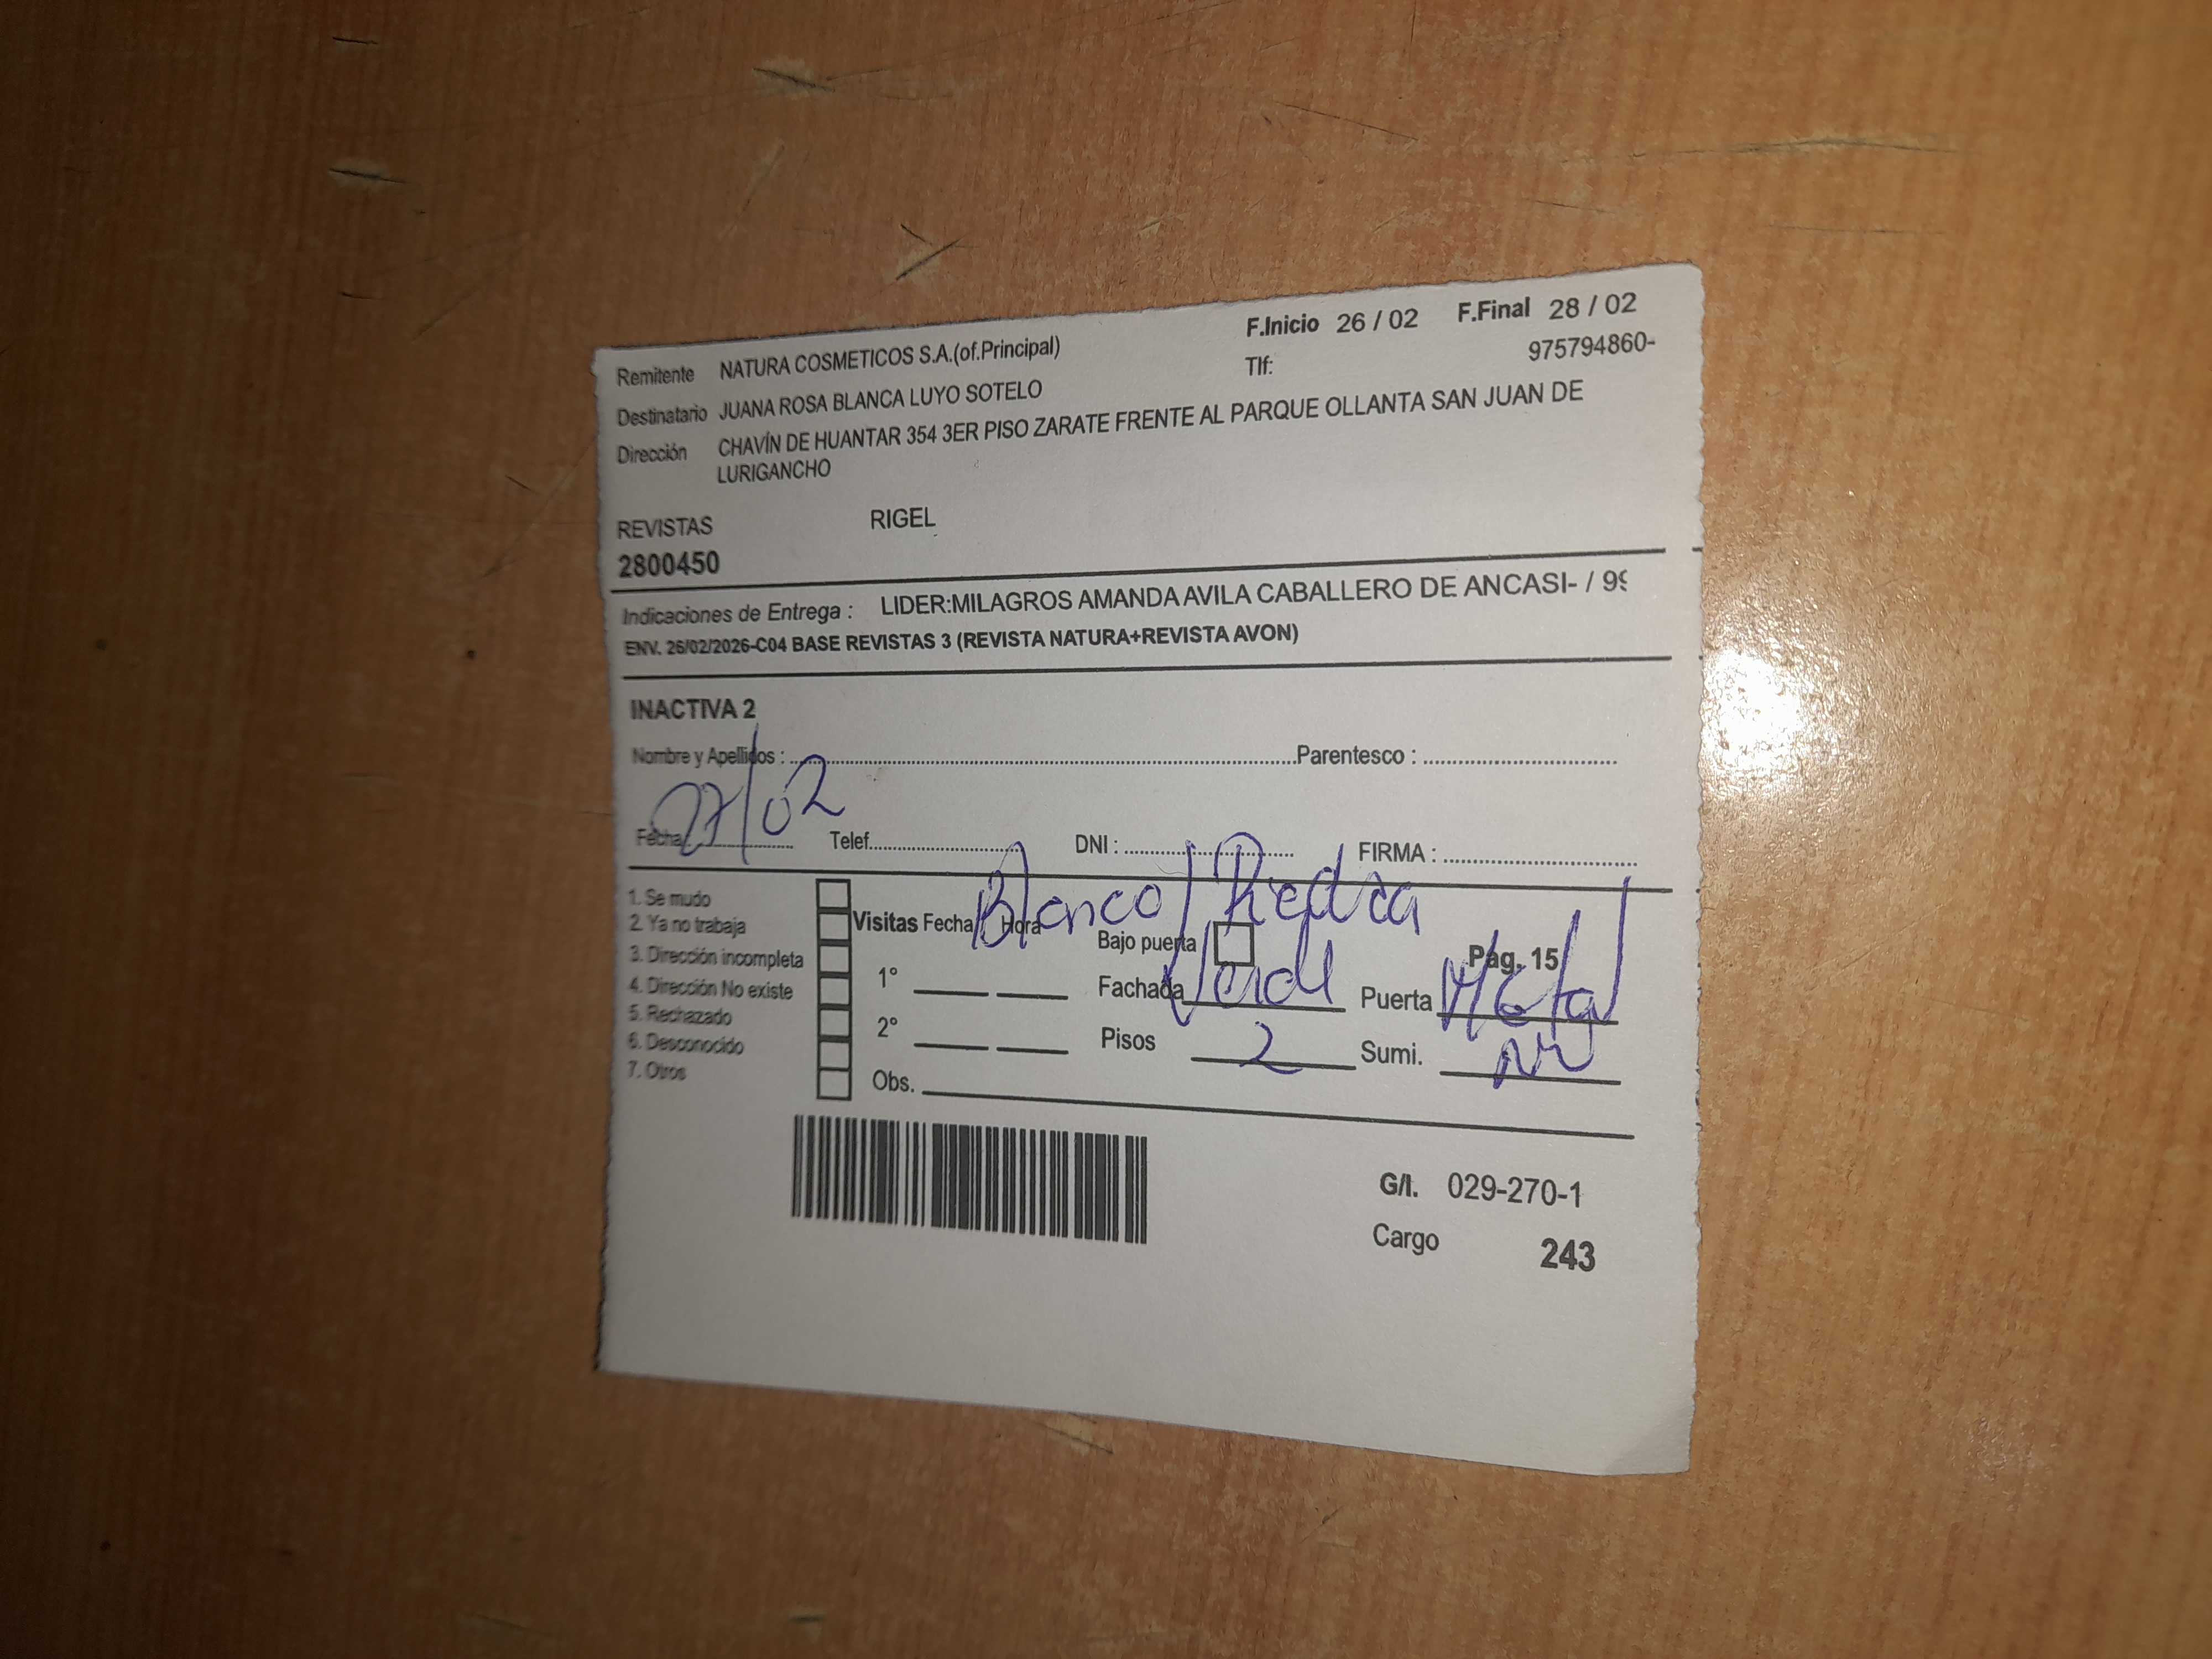 F.Inicio 26 / 02 F.Final 28 / 02
Remitente NATURA COSMETICOS S.A.(of.Principal) Tlf: 975794860-
Destinatario JUANA ROSA BLANCA LUYO SOTELO
Dirección CHAVÍN DE HUANTAR 354 3ER PISO ZARATE FRENTE AL PARQUE OLLANTA SAN JUAN DE
LURIGANCHO
REVISTAS RIGEL
2800450
Indicaciones de Entrega : LIDER:MILAGROS AMANDA AVILA CABALLERO DE ANCASI- / 99
ENV. 26/02/2026-C04 BASE REVISTAS 3 (REVISTA NATURA+REVISTA AVON)
INACTIVA 2
Nombre y Apellidos : Parentesco :
27/02
Fecha Telef. DNI : FIRMA :
Blanco / Piedra
1. Se mudo
2. Ya no trabaja
3. Dirección incompleta
4. Dirección No existe
5. Rechazado
6. Desconocido
7. Otros
Visitas Fecha Hora
1°
2°
Obs.
Bajo puerta Pág. 15
Fachada Verde Puerta Metal
Pisos 2 Sumi.
G/I. 029-270-1
Cargo 243